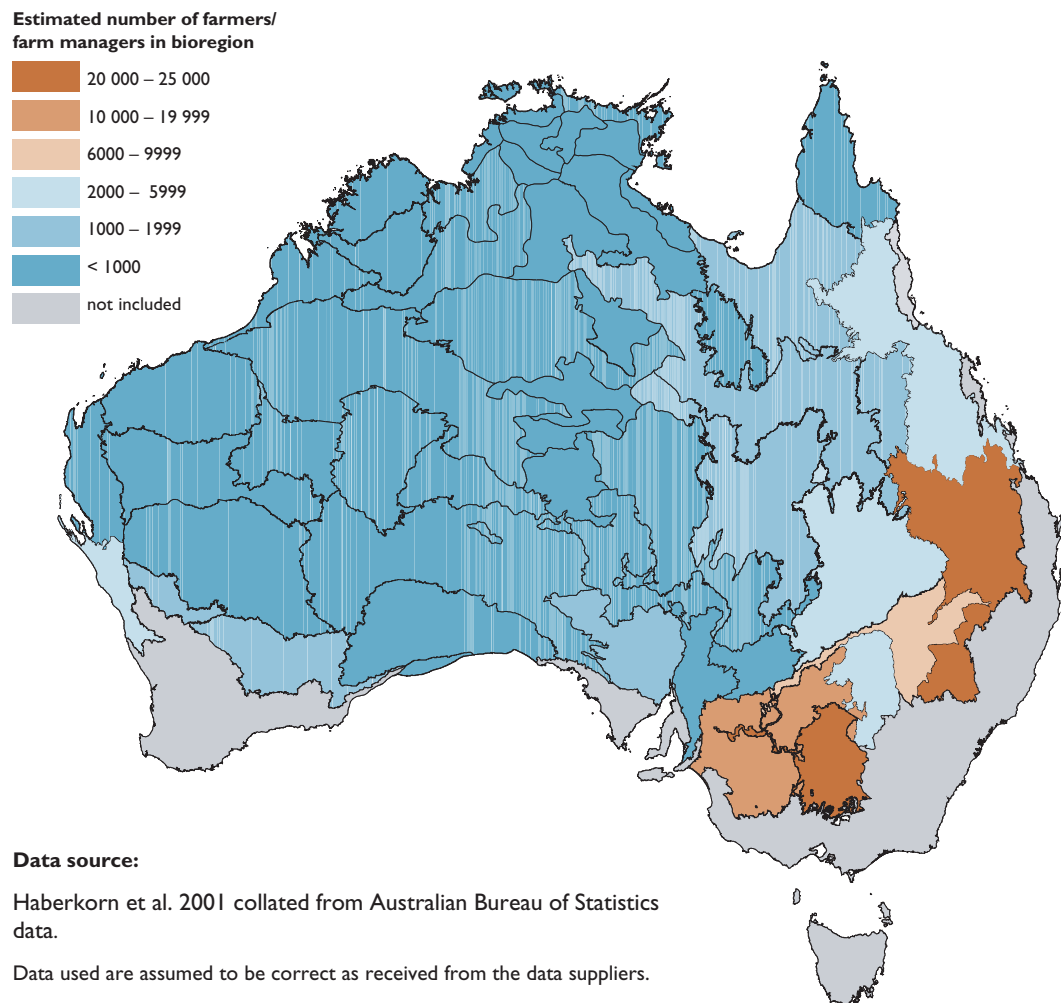 Estimated number of farmers/
farm managers in bioregion
20 000 – 25 000
10 000 – 19 999
6000 – 9999
2000 – 5999
1000 – 1999
< 1000
not included
Data source:
Haberkorn et al. 2001 collated from Australian Bureau of Statistics
data.
Data used are assumed to be correct as received from the data suppliers.